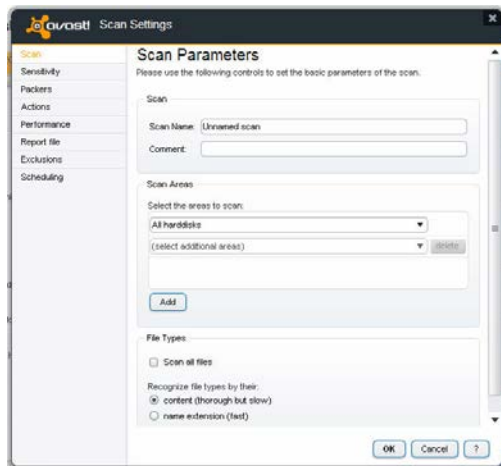 avast! Scan Settings
Scan
Sensitivity
Packers
Actions
Performance
Report file
Exclusions
Scheduling
Scan Parameters
Please use the following controls to set the basic parameters of the scan.
Scan
Scan Name: Unnamed scan
Comment:
Scan Areas
Select the areas to scan:
All harddisks
(select additional areas) delete
Add
File Types
Scan all files
Recognize file types by their:
content (thorough but slow)
name extension (fast)
OK Cancel ?